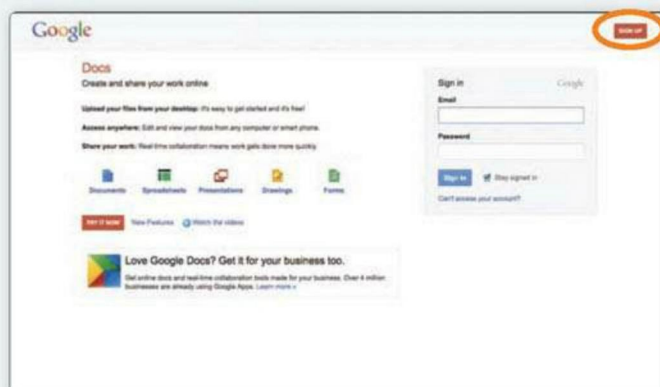 Google
SIGN UP
Docs
Create and share your work online
Upload your files from your desktop: It's easy to get started and it's free!
Access anywhere: Edit and view your docs from any computer or smart phone.
Share your work: Real-time collaboration means work gets done more quickly.
Documents Spreadsheets Presentations Drawings Forms
TRY IT NOW New Features Watch the videos
Love Google Docs? Get it for your business too.
Get online docs and real-time collaboration tools made for your business. Over 4 million
businesses are already using Google Apps. Learn more »
Sign in Google
Email
Password
Sign in Stay signed in
Can't access your account?